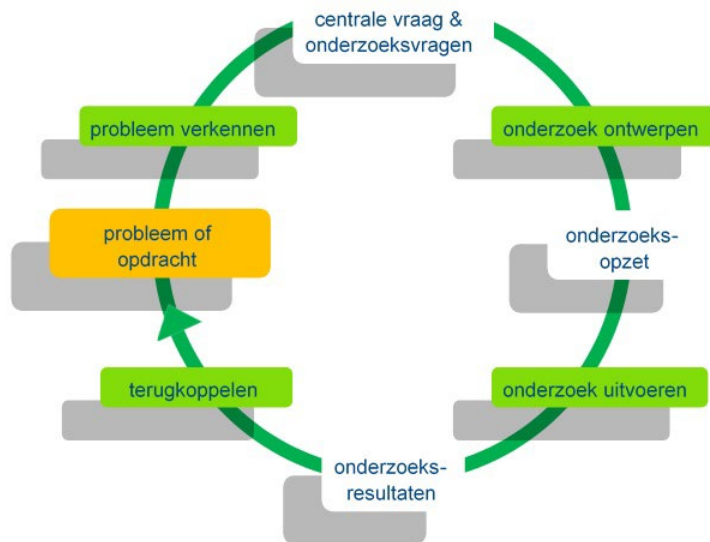 centrale vraag &
onderzoeksvragen
probleem verkennen
onderzoek ontwerpen
probleem of
opdracht
onderzoeks-
opzet
terugkoppelen
onderzoek uitvoeren
onderzoeks-
resultaten